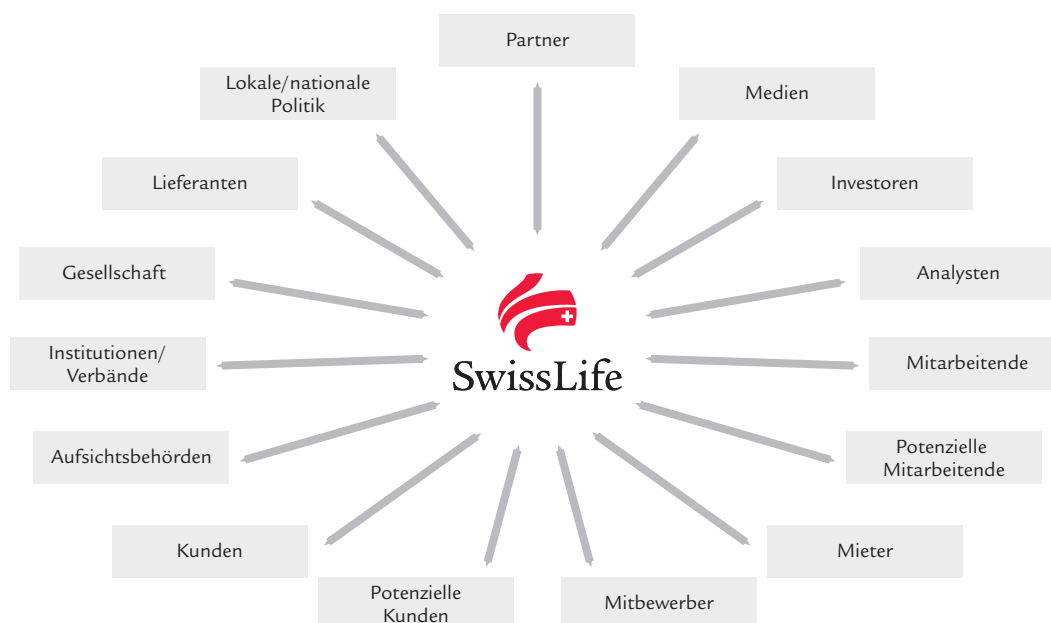 Partner
Lokale/nationale
Politik
Medien
Lieferanten
Investoren
Gesellschaft
Analysten
Institutionen/
Verbände
SwissLife
Mitarbeitende
Aufsichtsbehörden
Potenzielle
Mitarbeitende
Kunden
Mieter
Potenzielle
Kunden
Mitbewerber